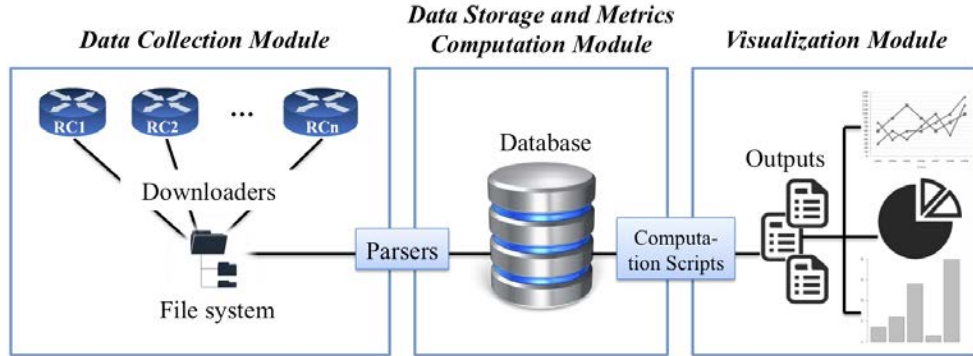 Data Collection Module
Data Storage and Metrics
Computation Module
Visualization Module
RC1
RC2
...
RCn
Downloaders
File system
Parsers
Database
Computa-
tion Scripts
Outputs